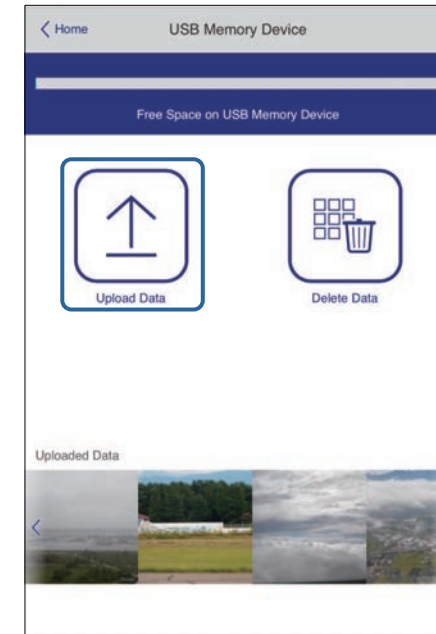 Home USB Memory Device
Free Space on USB Memory Device
Upload Data Delete Data
Uploaded Data